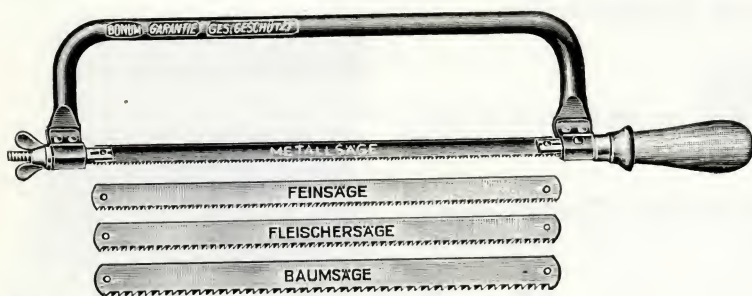 BONUM GARANTIE GES. GESCHÜTZT
METALLSÄGE
FEINSÄGE
FLEISCHERSÄGE
BAUMSÄGE